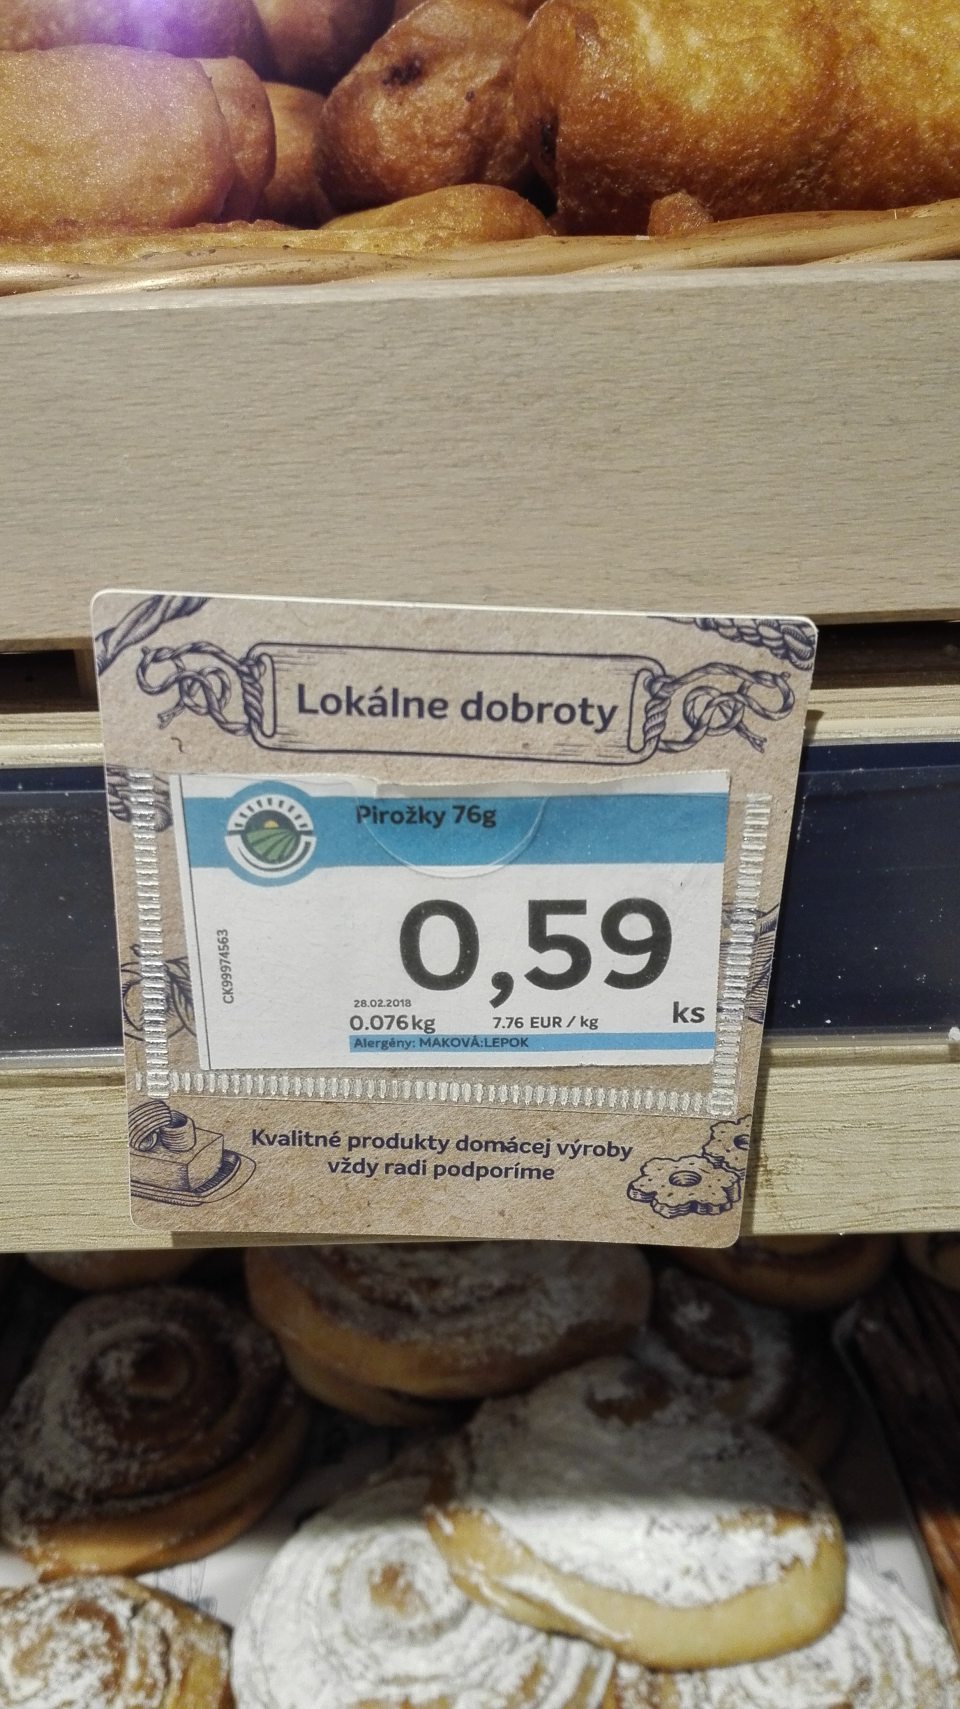 Lokálne dobroty
Pirožky 76g
0,59
ks
CK99974563
28.02.2018
0.076kg 7.76 EUR / kg
Alergény: MAKOVÁ:LEPOK
Kvalitné produkty domácej výroby
vždy radi podporíme